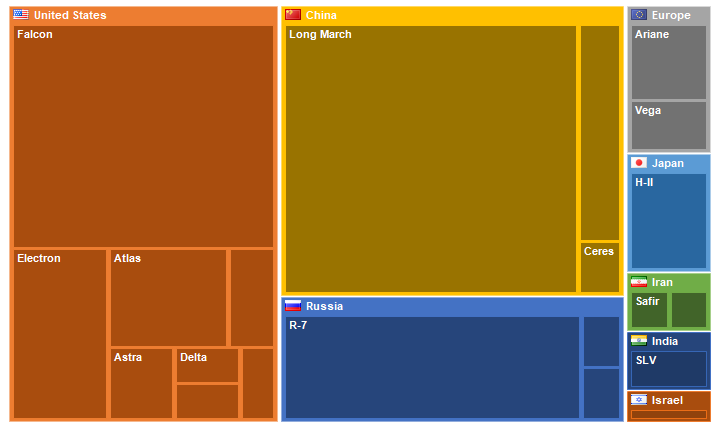 United States
Falcon
Electron
Atlas
Astra
Delta
China
Long March
Ceres
Russia
R-7
Europe
Ariane
Vega
Japan
H-II
Iran
Safir
India
SLV
Israel